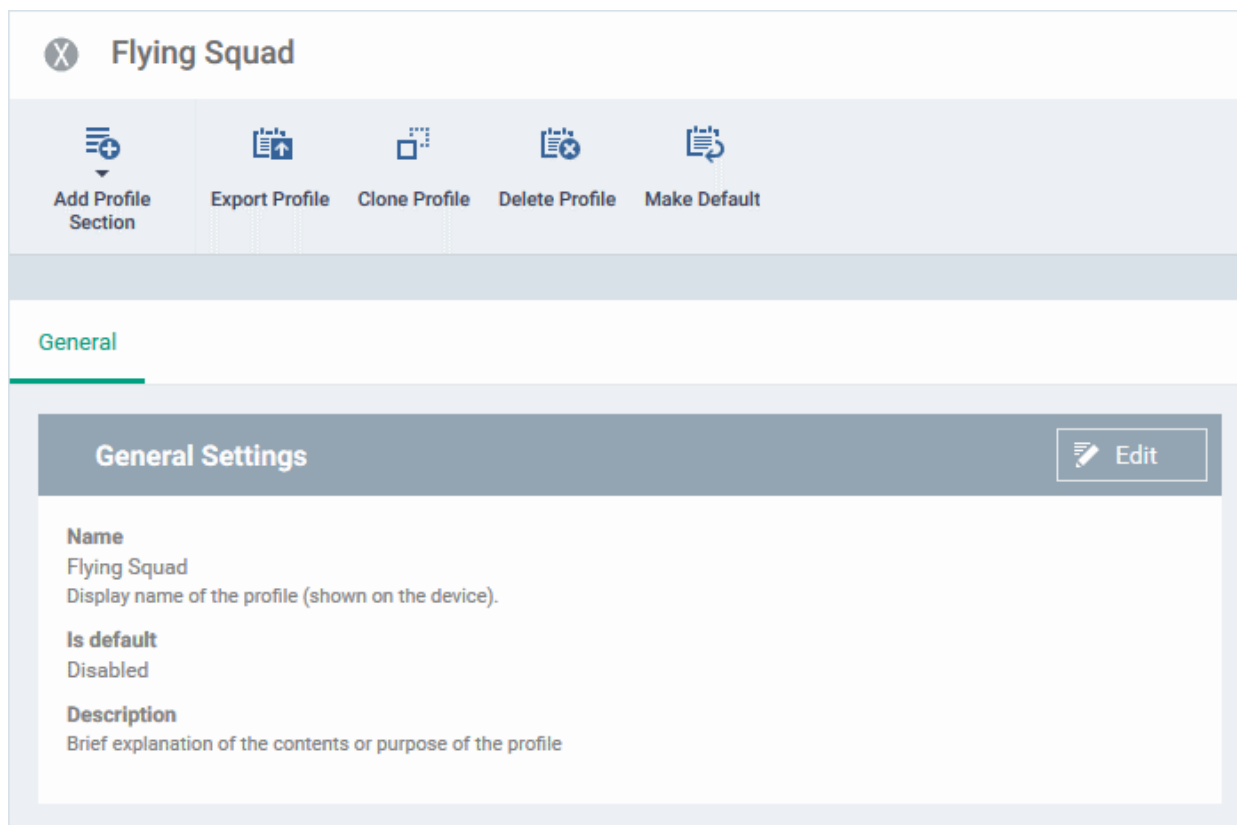 Flying Squad
Add Profile
Section
Export Profile
Clone Profile
Delete Profile
Make Default
General
General Settings
Edit
Name
Flying Squad
Display name of the profile (shown on the device).
Is default
Disabled
Description
Brief explanation of the contents or purpose of the profile